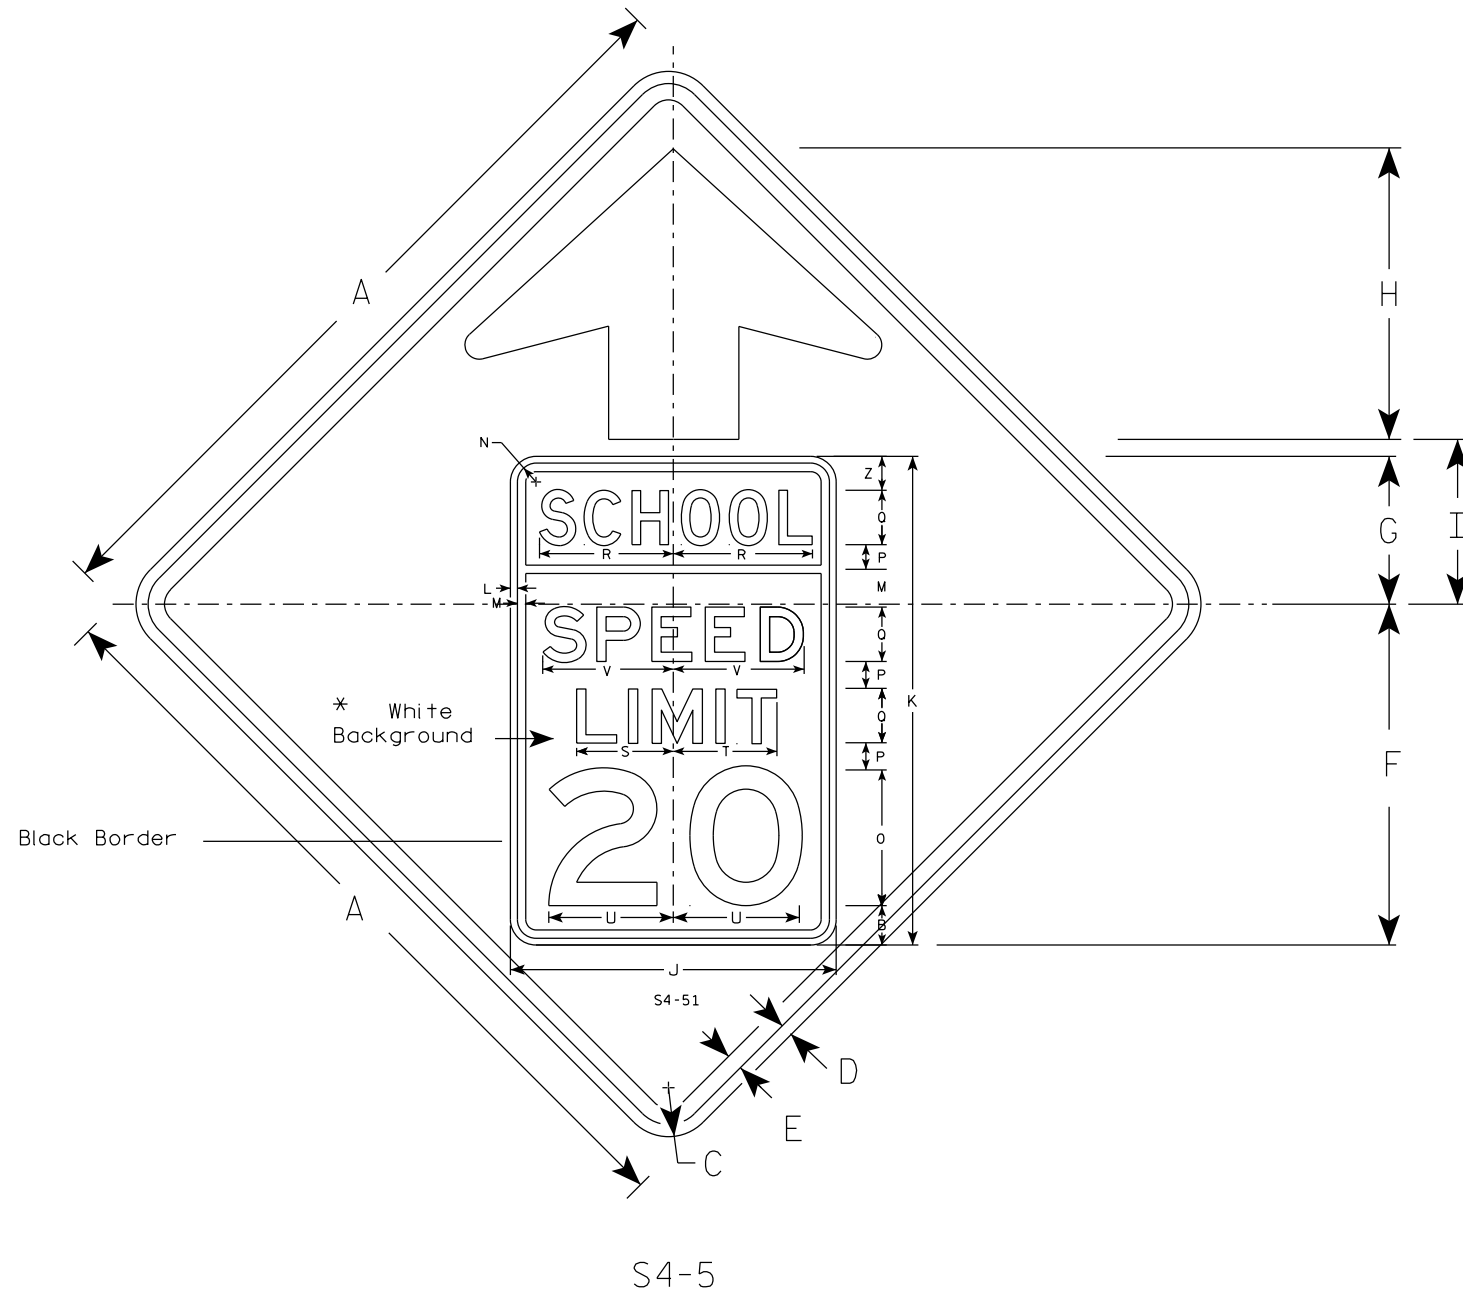 A
H
N
Z
SCHOOL
Q
G
I
R R
P
L
M
M
SPEED
Q
V V
P
K
* White
Background
LIMIT
Q
S T
P
F
20
O
Black Border
A
U U
B
J
S4-51
D
E
C
S4-5